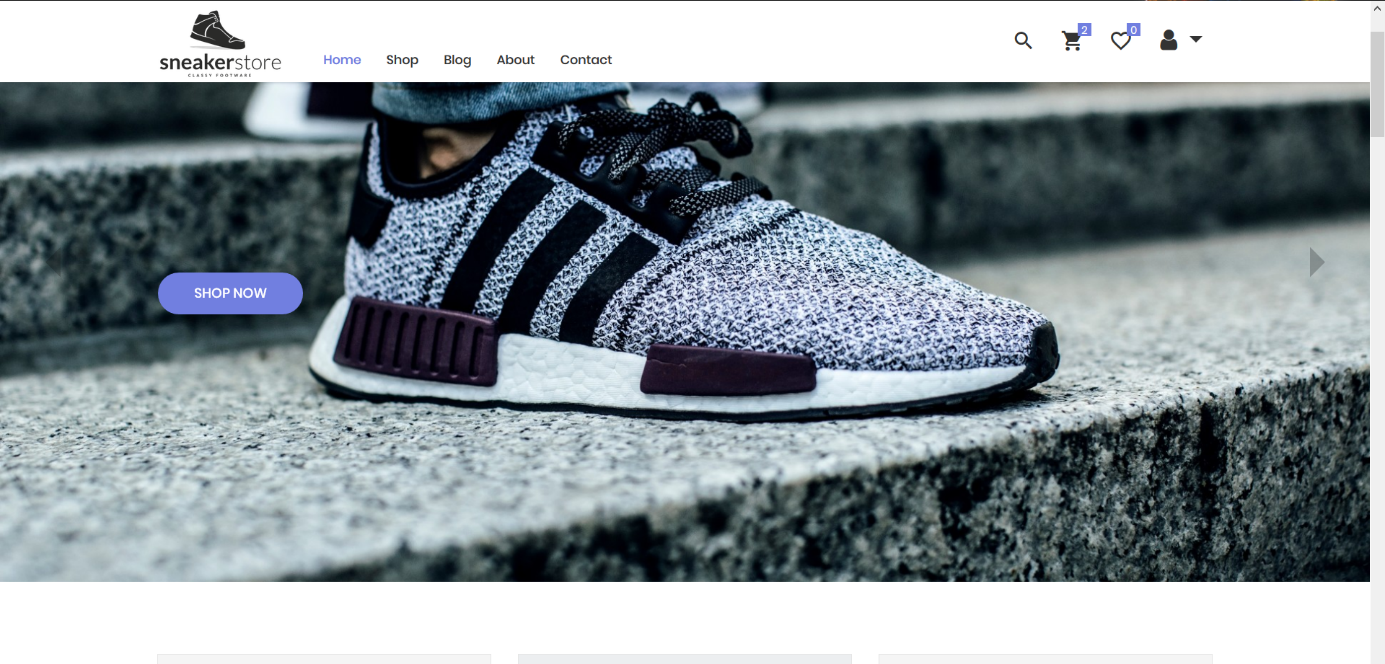 sneakerstore
CLASSY FOOTWARE
Home Shop Blog About Contact
2
0
SHOP NOW